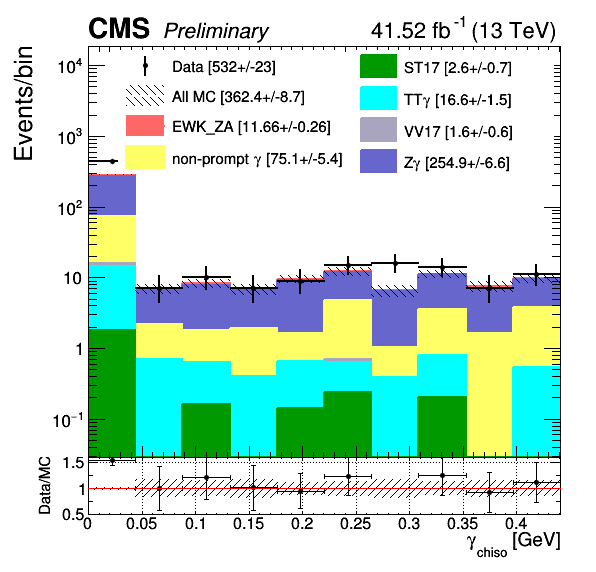 CMS Preliminary 41.52 fb⁻¹ (13 TeV)
Events/bin
10⁴
10³
10²
10
1
10⁻¹
Data [532+/-23]
All MC [362.4+/-8.7]
EWK_ZA [11.66+/-0.26]
non-prompt γ [75.1+/-5.4]
ST17 [2.6+/-0.7]
TTγ [16.6+/-1.5]
VV17 [1.6+/-0.6]
Zγ [254.9+/-6.6]
Data/MC
1.5
1
0.5
0 0.05 0.1 0.15 0.2 0.25 0.3 0.35 0.4
γchiso [GeV]